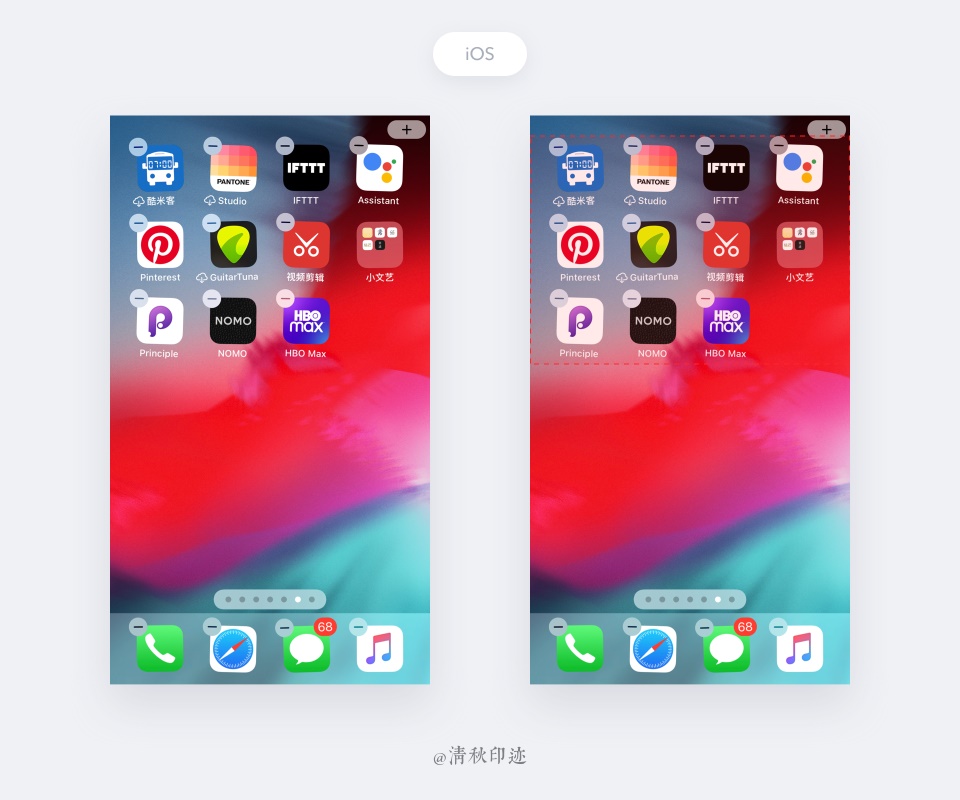 iOS
+
07:00
PANTONE
IFTTT
酷米客
Studio
IFTTT
Assistant
Pinterest
GuitarTuna
视频剪辑
小文艺
NOMO
HBO
max
Principle
NOMO
HBO Max
68
+
07:00
PANTONE
IFTTT
酷米客
Studio
IFTTT
Assistant
Pinterest
GuitarTuna
视频剪辑
小文艺
NOMO
HBO
max
Principle
NOMO
HBO Max
68
@清秋印迹